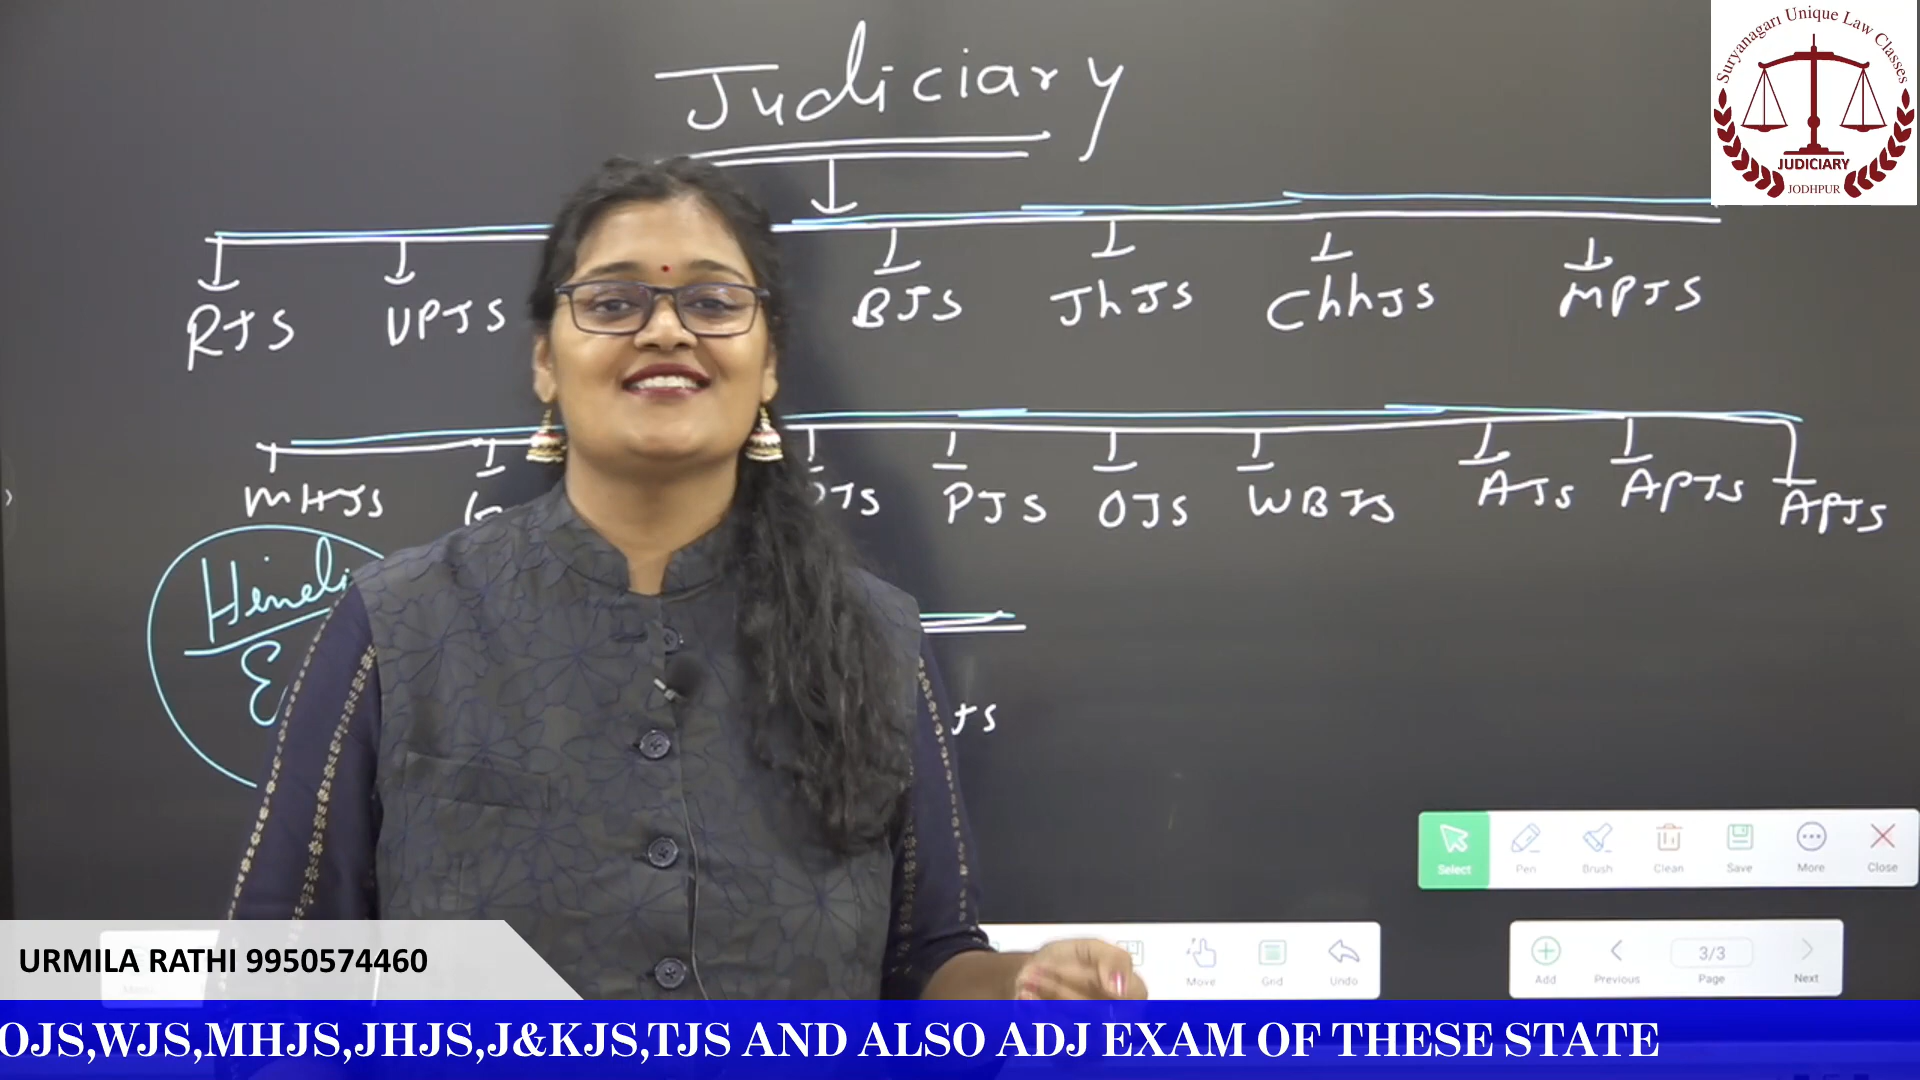 Suryanagari Unique Law Classes
JUDICIARY
JODHPUR
Judiciary
RJS UPJS BJS JhJS ChhJS MPJS
MHJS PJS OJS WBJS AJS APJS APJS
Hindi
URMILA RATHI 9950574460
Select Pen Brush Clean Save More Close
Move Grid Undo
Add Previous 3/3 Page Next
OJS,WJS,MHJS,JHJS,J&KJS,TJS AND ALSO ADJ EXAM OF THESE STATE